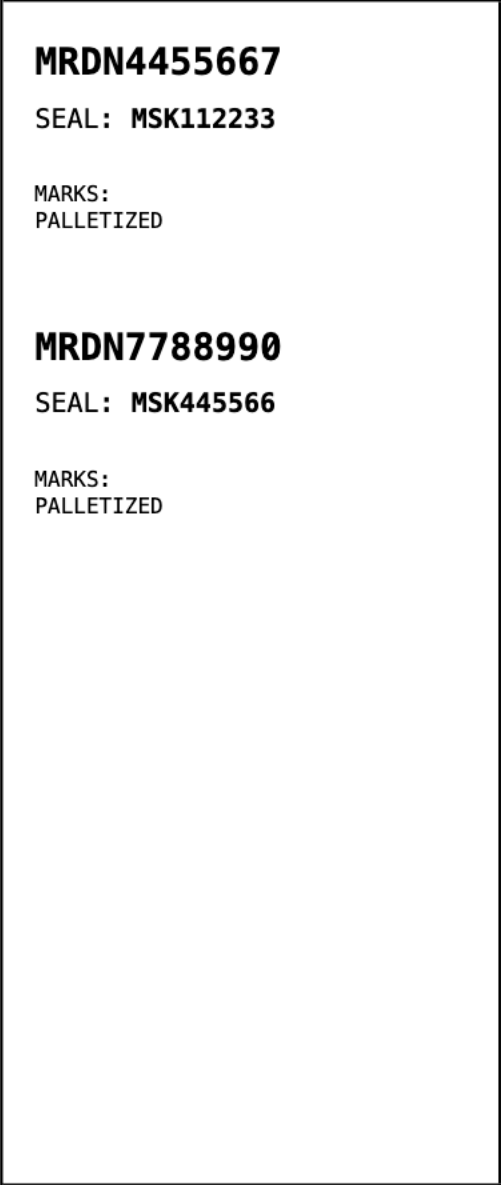 MRDN4455667
SEAL: MSK112233
MARKS:
PALLETIZED
MRDN7788990
SEAL: MSK445566
MARKS:
PALLETIZED